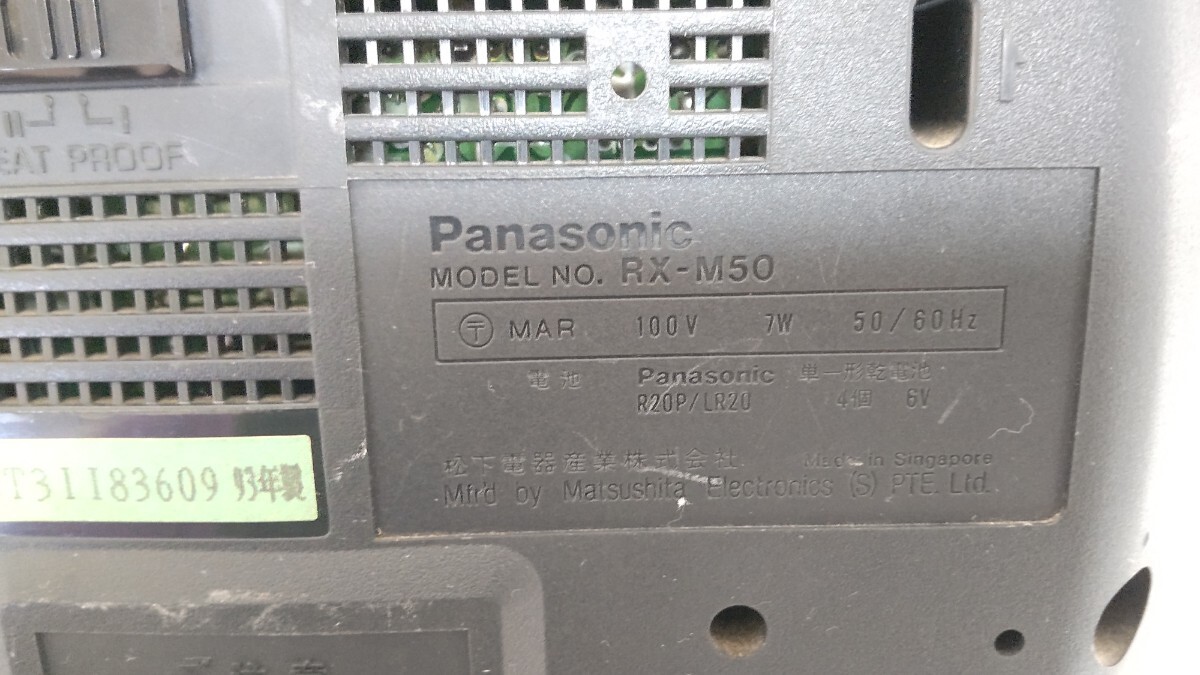 EAT PROOF
Panasonic
MODEL NO. RX-M50
〒 MAR 100V 7W 50/60Hz
電池 Panasonic 単一形乾電池
R20P/LR20 4個 6V
松下電器産業株式会社 Made in Singapore
Mfr'd by Matsushita Electronics (S) PTE. Ltd.
T31I83609 93年製